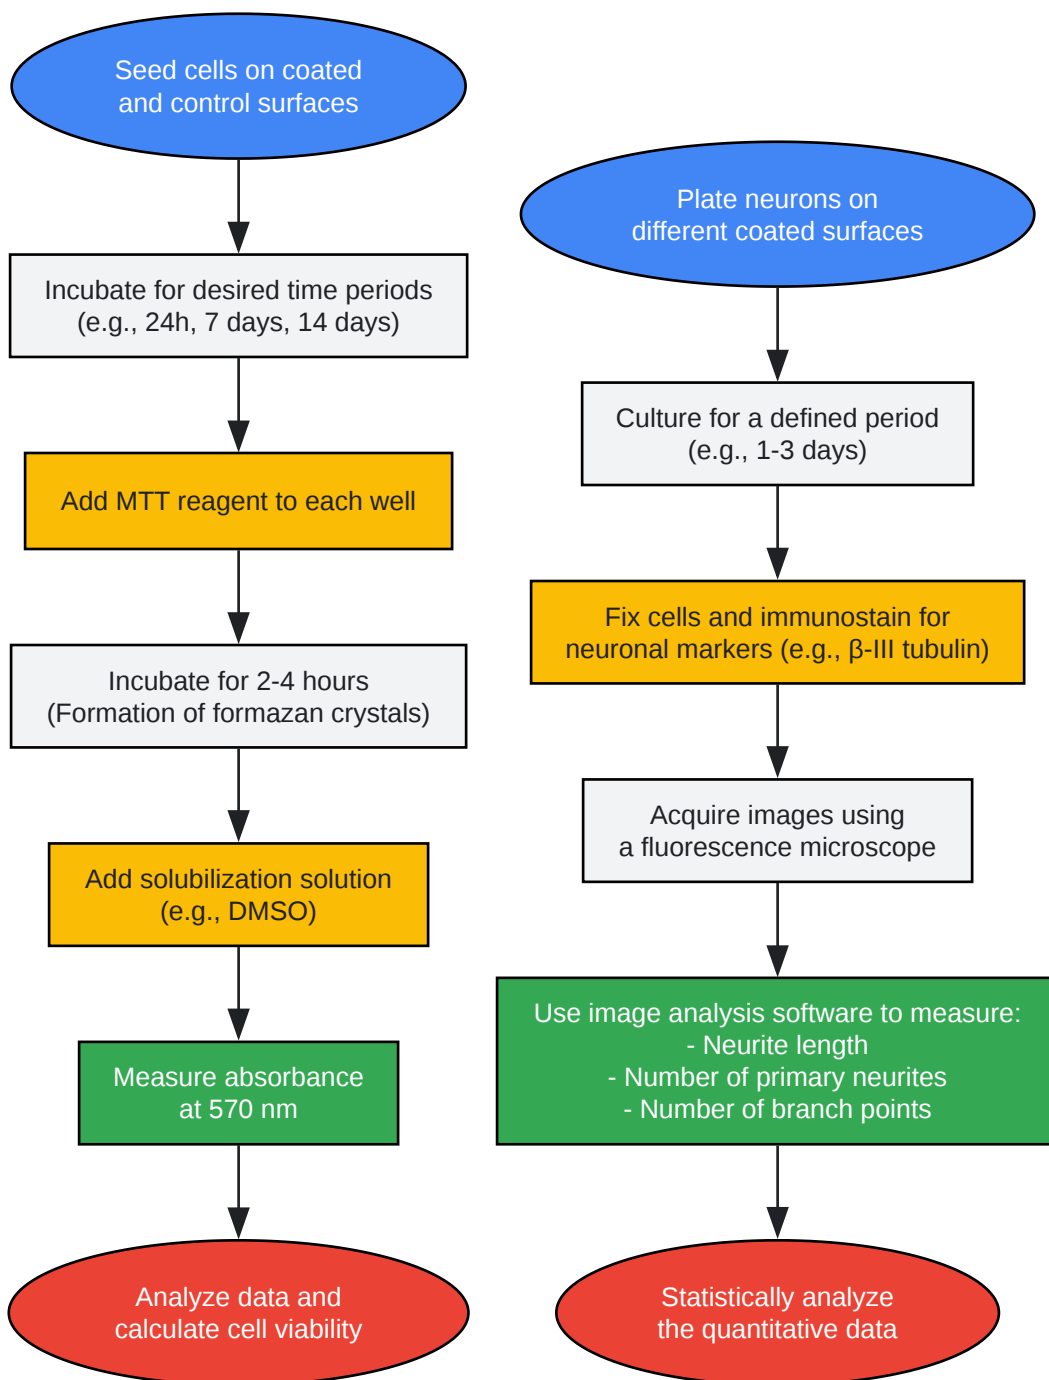 Seed cells on coated
and control surfaces
Incubate for desired time periods
(e.g., 24h, 7 days, 14 days)
Add MTT reagent to each well
Incubate for 2-4 hours
(Formation of formazan crystals)
Add solubilization solution
(e.g., DMSO)
Measure absorbance
at 570 nm
Analyze data and
calculate cell viability
Plate neurons on
different coated surfaces
Culture for a defined period
(e.g., 1-3 days)
Fix cells and immunostain for
neuronal markers (e.g., β-III tubulin)
Acquire images using
a fluorescence microscope
Use image analysis software to measure:
- Neurite length
- Number of primary neurites
- Number of branch points
Statistically analyze
the quantitative data